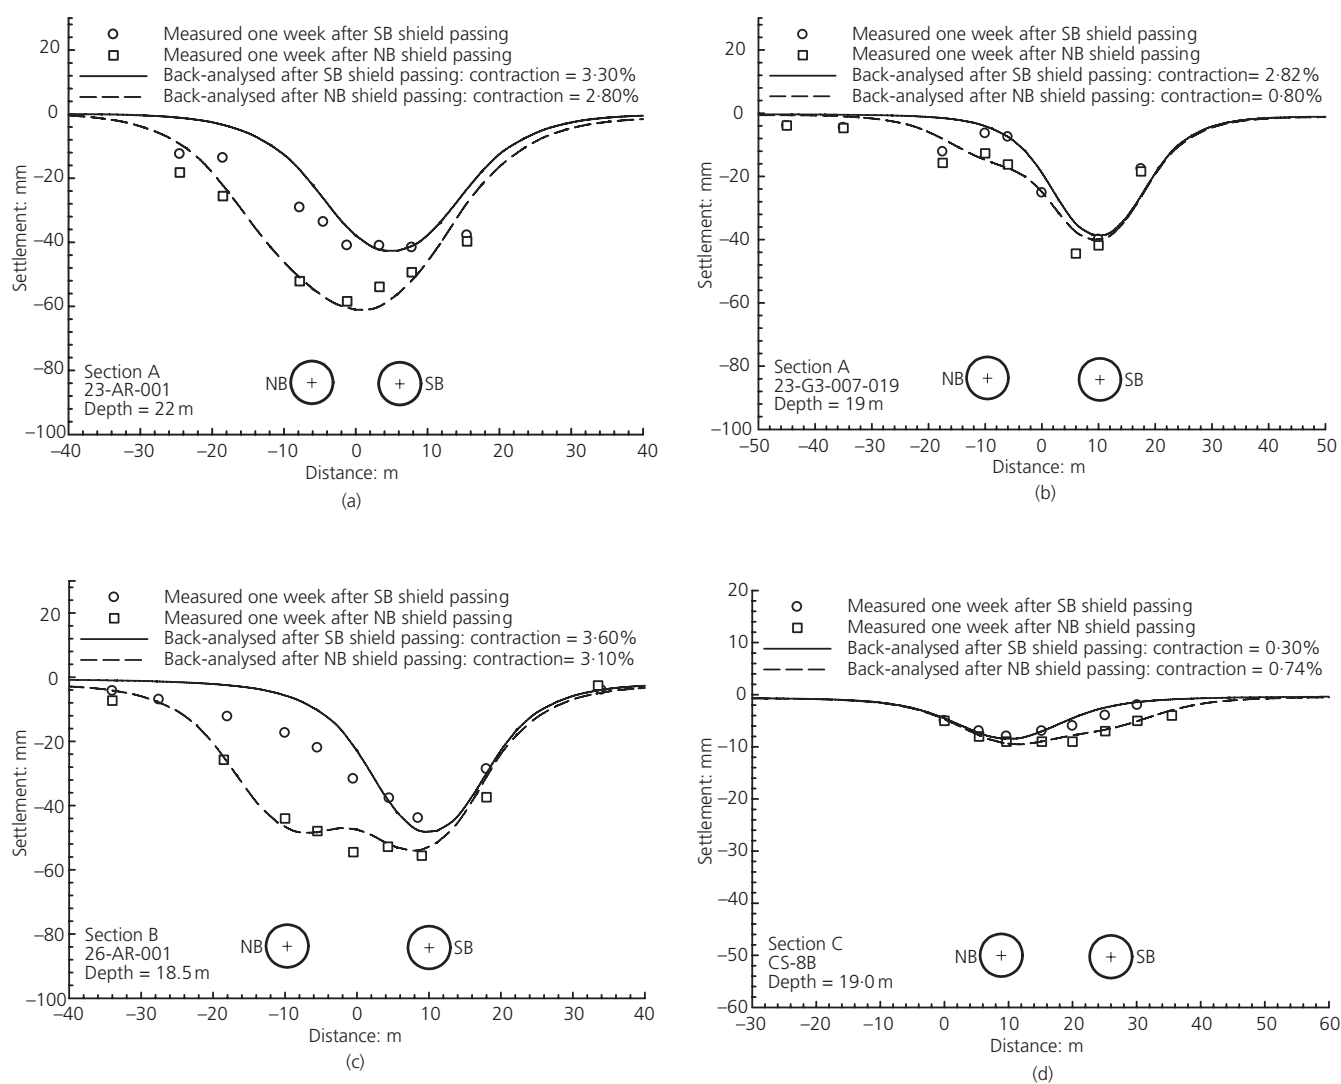 Measured one week after SB shield passing
Measured one week after NB shield passing
Back-analysed after SB shield passing: contraction = 3·30%
Back-analysed after NB shield passing: contraction = 2·80%
20
0
–20
–40
–60
–80
–100
Settlement: mm
Section A
23-AR-001
Depth = 22 m
NB
SB
–40 –30 –20 –10 0 10 20 30 40
Distance: m
(a)
Measured one week after SB shield passing
Measured one week after NB shield passing
Back-analysed after SB shield passing: contraction= 2·82%
Back-analysed after NB shield passing: contraction= 0·80%
20
0
–20
–40
–60
–80
–100
Settlement: mm
Section A
23-G3-007-019
Depth = 19 m
NB
SB
–50 –40 –30 –20 –10 0 10 20 30 40 50
Distance: m
(b)
Measured one week after SB shield passing
Measured one week after NB shield passing
Back-analysed after SB shield passing: contraction = 3·60%
Back-analysed after NB shield passing: contraction= 3·10%
20
0
–20
–40
–60
–80
–100
Settlement: mm
Section B
26-AR-001
Depth = 18.5 m
NB
SB
–40 –30 –20 –10 0 10 20 30 40
Distance: m
(c)
Measured one week after SB shield passing
Measured one week after NB shield passing
Back-analysed after SB shield passing: contraction = 0·30%
Back-analysed after NB shield passing: contraction = 0·74%
20
10
0
–10
–20
–30
–40
–50
–60
Settlement: mm
Section C
CS-8B
Depth = 19·0 m
NB
SB
–30 –20 –10 0 10 20 30 40 50 60
Distance: m
(d)